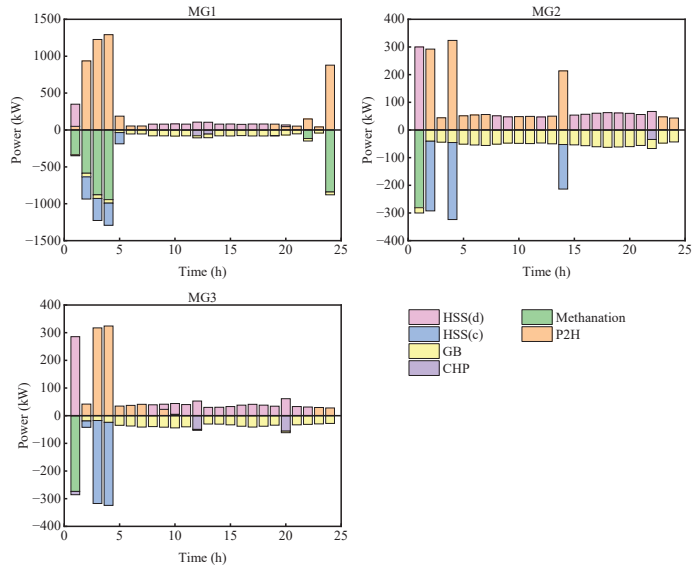 MG1
1500
1000
500
0
−500
−1000
−1500
Power (kW)
0 5 10 15 20 25
Time (h)
MG2
400
300
200
100
0
−100
−200
−300
−400
Power (kW)
0 5 10 15 20 25
Time (h)
MG3
400
300
200
100
0
−100
−200
−300
−400
Power (kW)
0 5 10 15 20 25
Time (h)
HSS(d)
HSS(c)
GB
CHP
Methanation
P2H